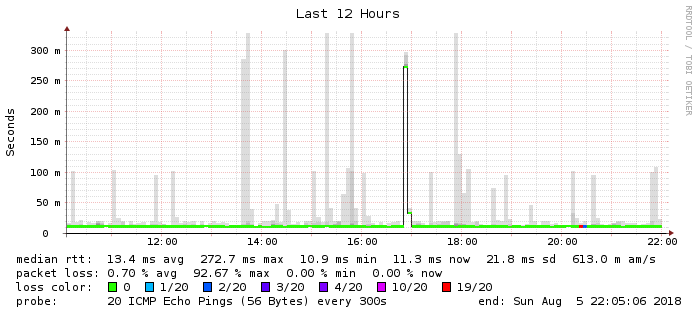 Last 12 Hours
RRDTOOL / TOBI OETIKER
Seconds
300 m
250 m
200 m
150 m
100 m
50 m
0
12:00 14:00 16:00 18:00 20:00 22:00
median rtt: 13.4 ms avg 272.7 ms max 10.9 ms min 11.3 ms now 21.8 ms sd 613.0 m am/s
packet loss: 0.70 % avg 92.67 % max 0.00 % min 0.00 % now
loss color: 0 1/20 2/20 3/20 4/20 10/20 19/20
probe: 20 ICMP Echo Pings (56 Bytes) every 300s end: Sun Aug 5 22:05:06 2018